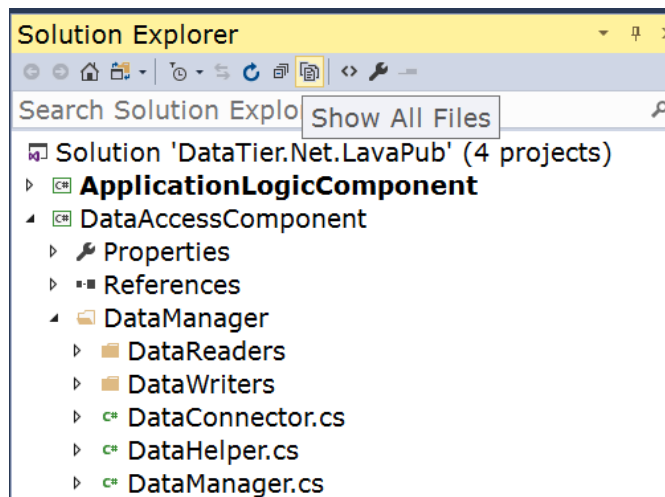 Solution Explorer
Search Solution Explo
Show All Files
Solution 'DataTier.Net.LavaPub' (4 projects)
C# ApplicationLogicComponent
C# DataAccessComponent
Properties
References
DataManager
DataReaders
DataWriters
C# DataConnector.cs
C# DataHelper.cs
C# DataManager.cs